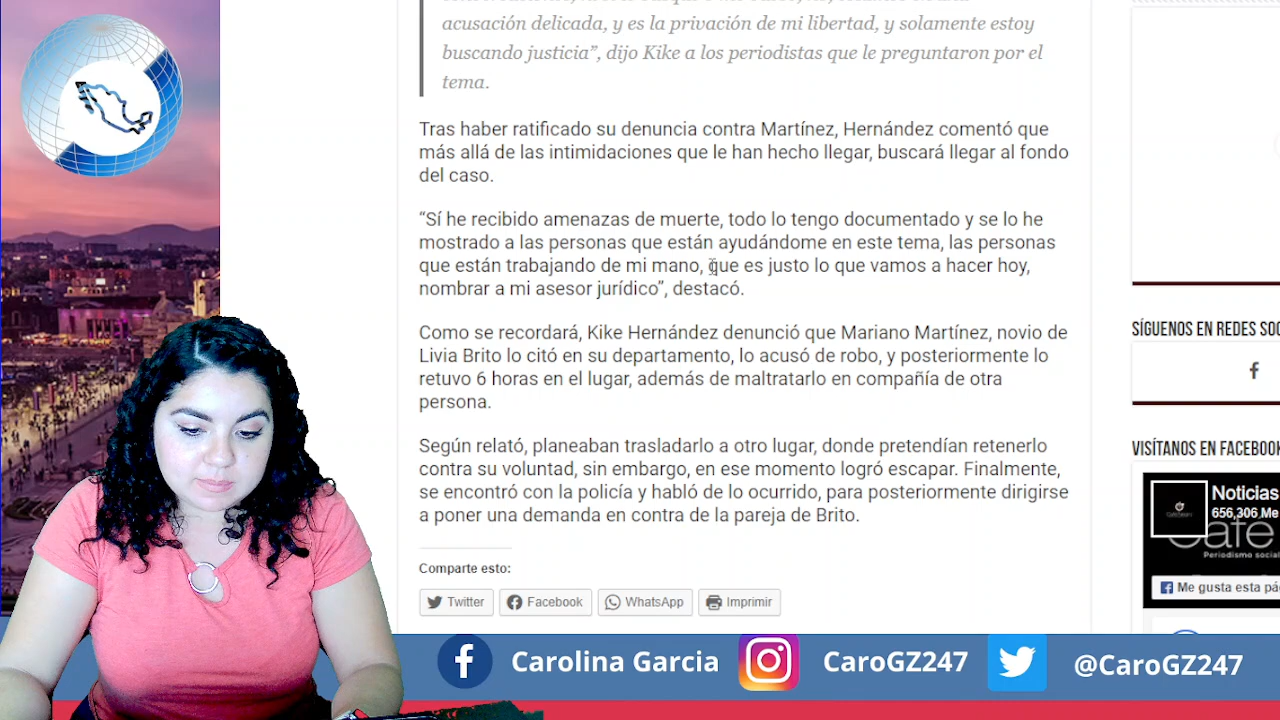 acusación delicada, y es la privación de mi libertad, y solamente estoy
buscando justicia”, dijo Kike a los periodistas que le preguntaron por el
tema.
Tras haber ratificado su denuncia contra Martínez, Hernández comentó que
más allá de las intimidaciones que le han hecho llegar, buscará llegar al fondo
del caso.
“Sí he recibido amenazas de muerte, todo lo tengo documentado y se lo he
mostrado a las personas que están ayudándome en este tema, las personas
que están trabajando de mi mano, que es justo lo que vamos a hacer hoy,
nombrar a mi asesor jurídico”, destacó.
Como se recordará, Kike Hernández denunció que Mariano Martínez, novio de
Livia Brito lo citó en su departamento, lo acusó de robo, y posteriormente lo
retuvo 6 horas en el lugar, además de maltratarlo en compañía de otra
persona.
Según relató, planeaban trasladarlo a otro lugar, donde pretendían retenerlo
contra su voluntad, sin embargo, en ese momento logró escapar. Finalmente,
se encontró con la policía y habló de lo ocurrido, para posteriormente dirigirse
a poner una demanda en contra de la pareja de Brito.
Comparte esto:
Twitter Facebook WhatsApp Imprimir
SÍGUENOS EN REDES SOC
VISÍTANOS EN FACEBOOK
Noticias
656,306 Me
Cafe
Periodismo social
Me gusta esta pág
Carolina Garcia CaroGZ247 @CaroGZ247